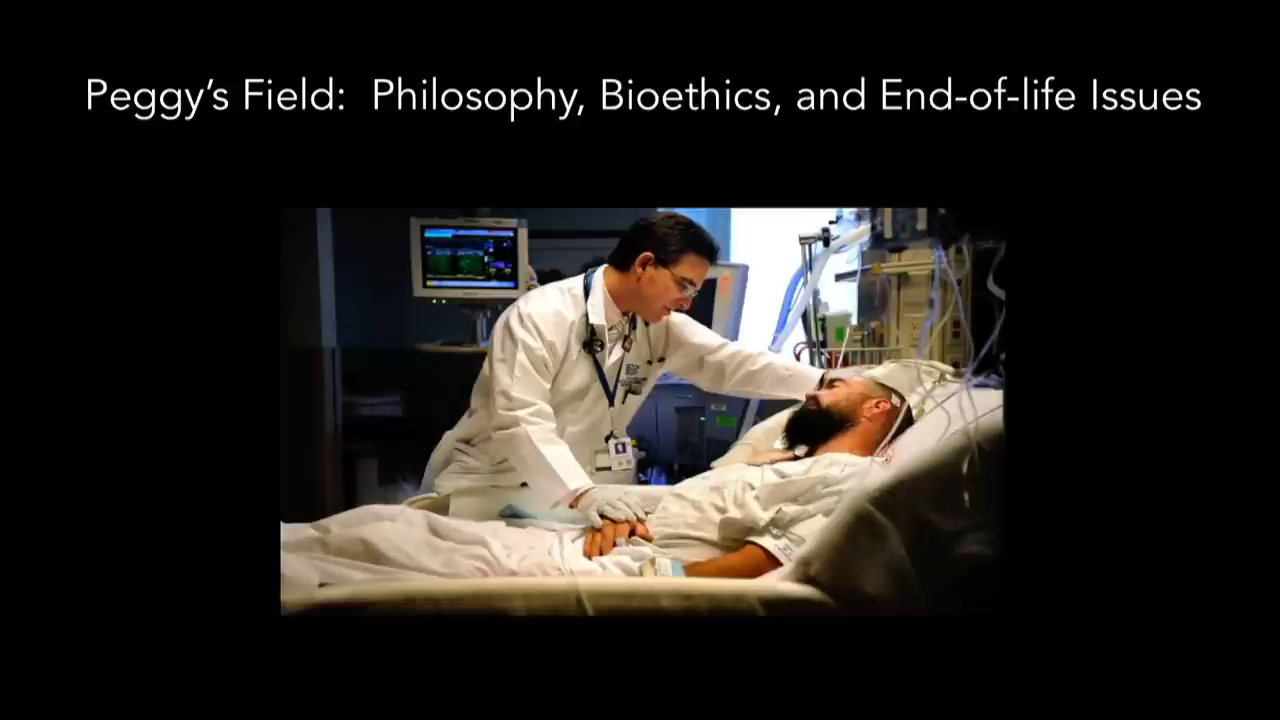 Peggy’s Field:  Philosophy, Bioethics, and End-of-life Issues